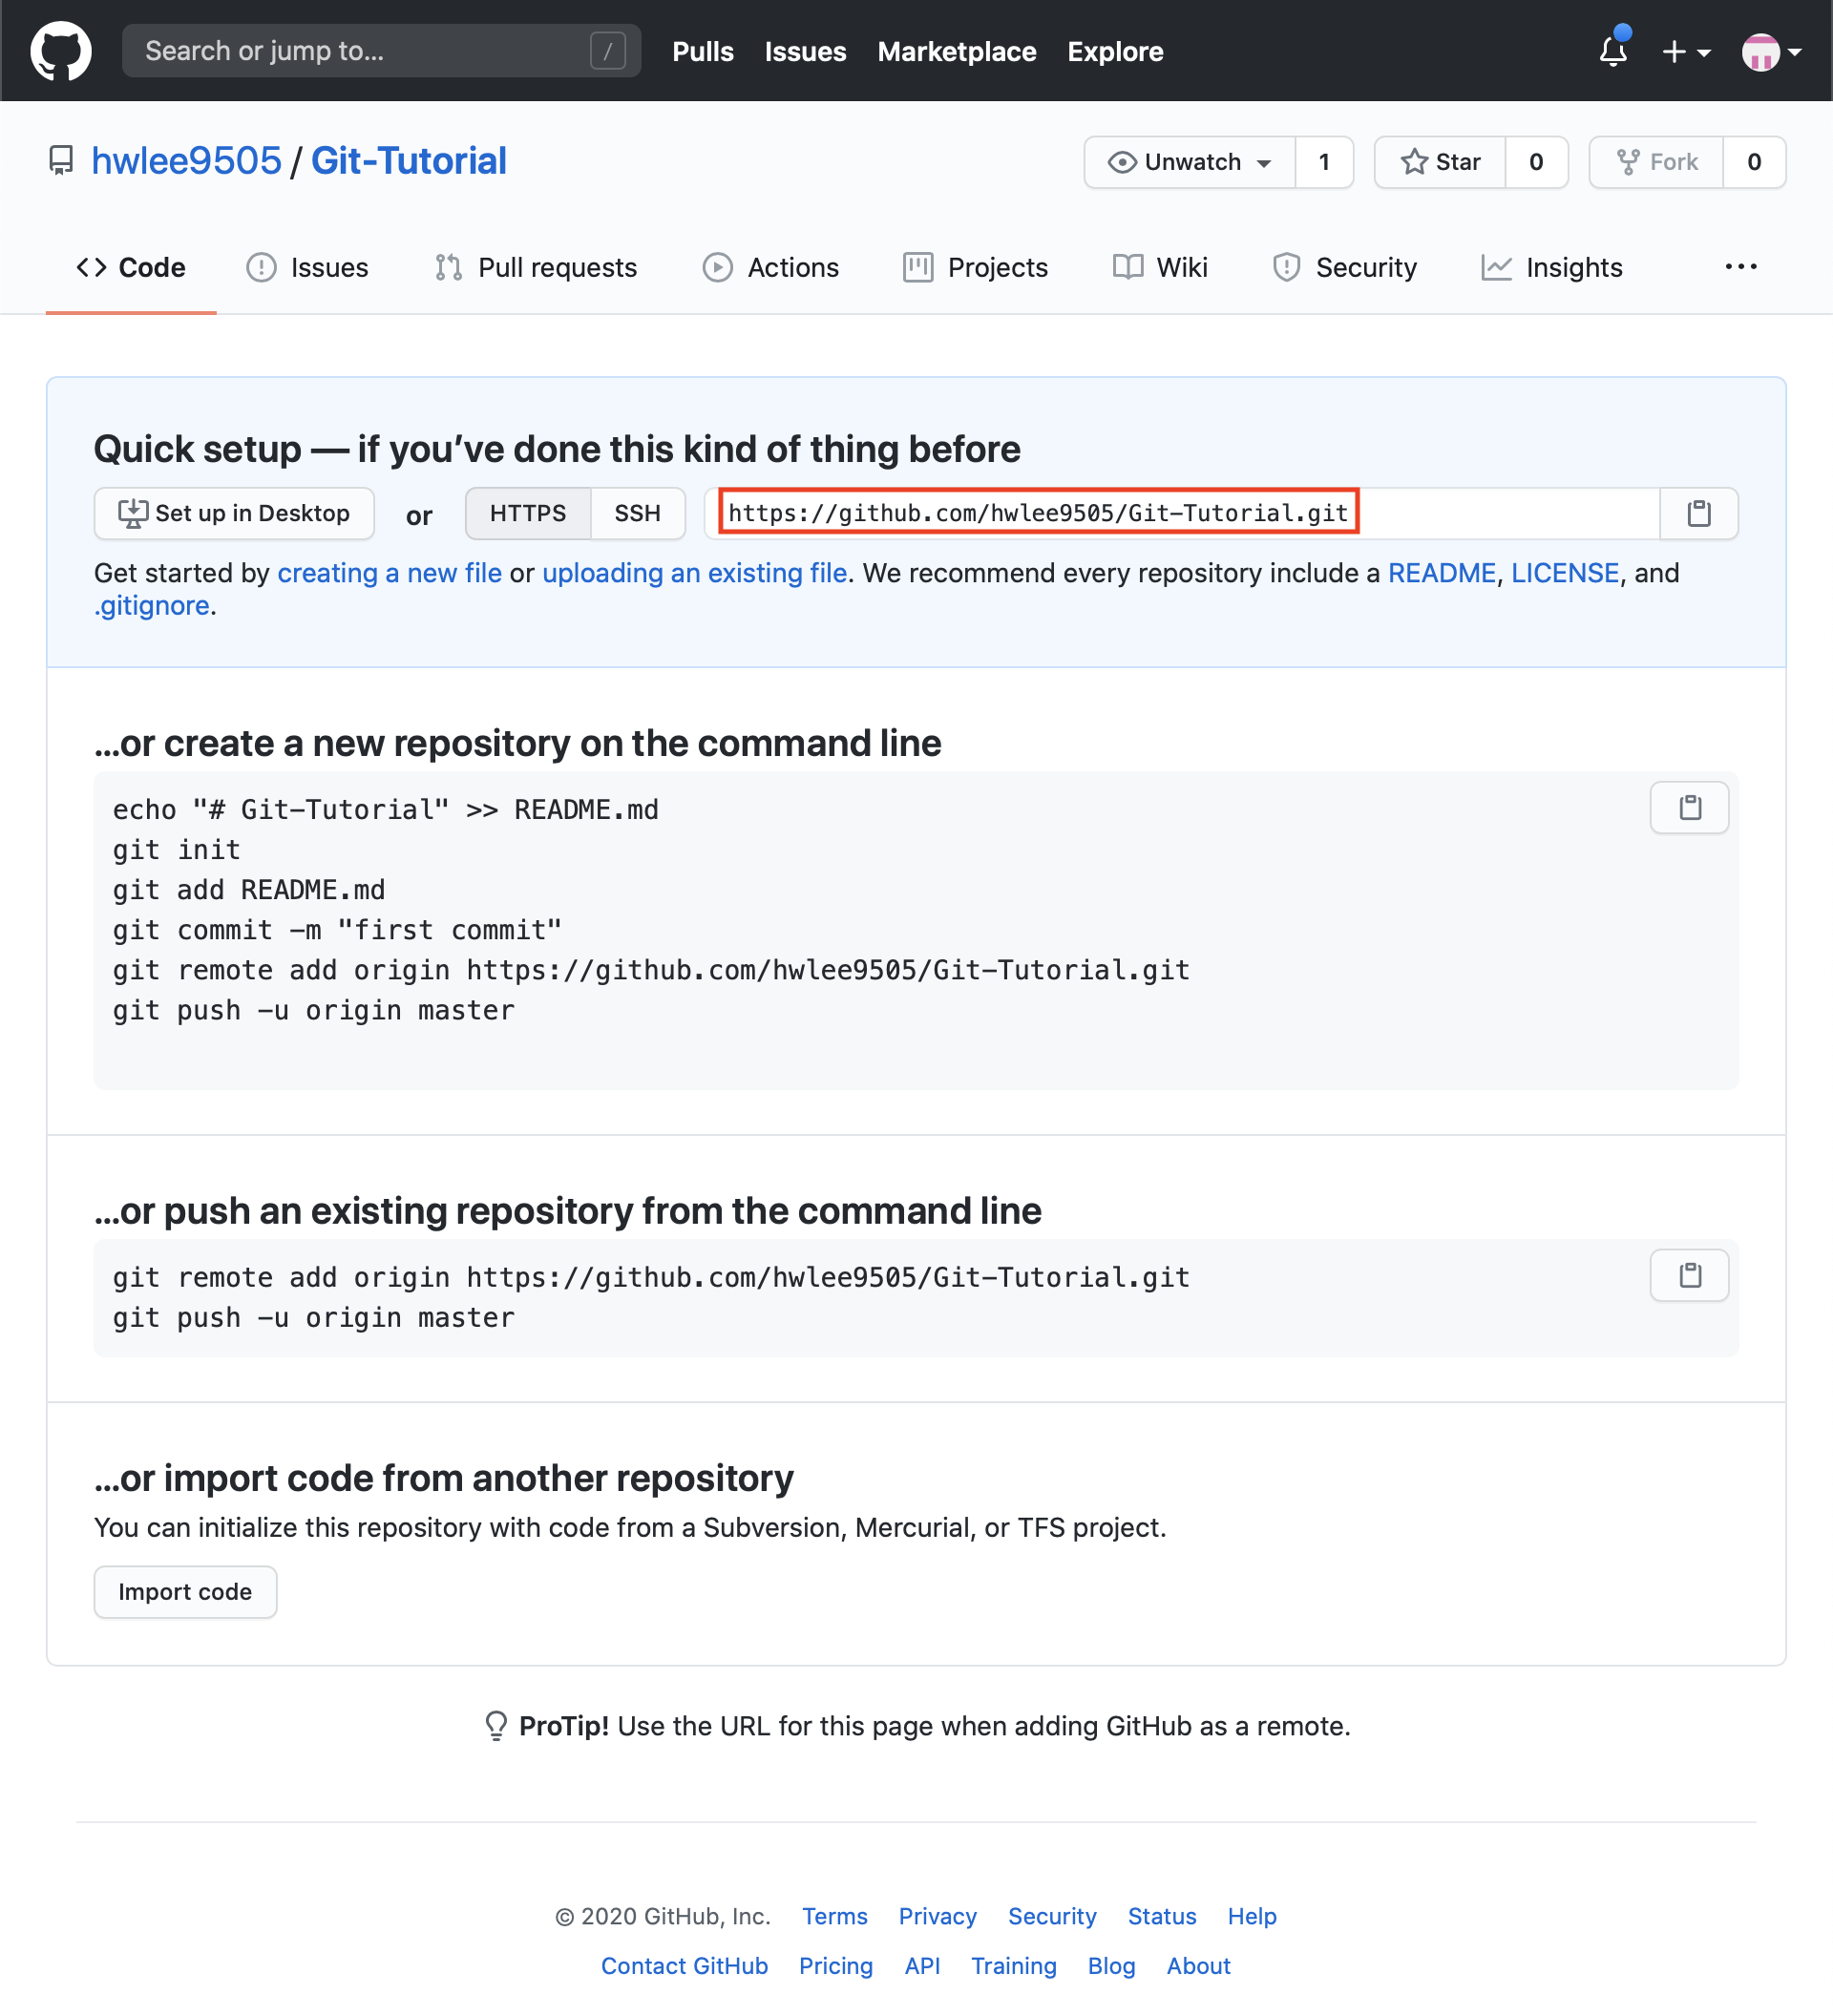 Search or jump to... /
Pulls Issues Marketplace Explore
hwlee9505 / Git-Tutorial
Unwatch 1 Star 0 Fork 0
Code Issues Pull requests Actions Projects Wiki Security Insights ...
Quick setup — if you’ve done this kind of thing before
Set up in Desktop or HTTPS SSH https://github.com/hwlee9505/Git-Tutorial.git
Get started by creating a new file or uploading an existing file. We recommend every repository include a README, LICENSE, and
.gitignore.
…or create a new repository on the command line
echo "# Git-Tutorial" >> README.md
git init
git add README.md
git commit -m "first commit"
git remote add origin https://github.com/hwlee9505/Git-Tutorial.git
git push -u origin master
…or push an existing repository from the command line
git remote add origin https://github.com/hwlee9505/Git-Tutorial.git
git push -u origin master
…or import code from another repository
You can initialize this repository with code from a Subversion, Mercurial, or TFS project.
Import code
ProTip! Use the URL for this page when adding GitHub as a remote.
© 2020 GitHub, Inc. Terms Privacy Security Status Help
Contact GitHub Pricing API Training Blog About